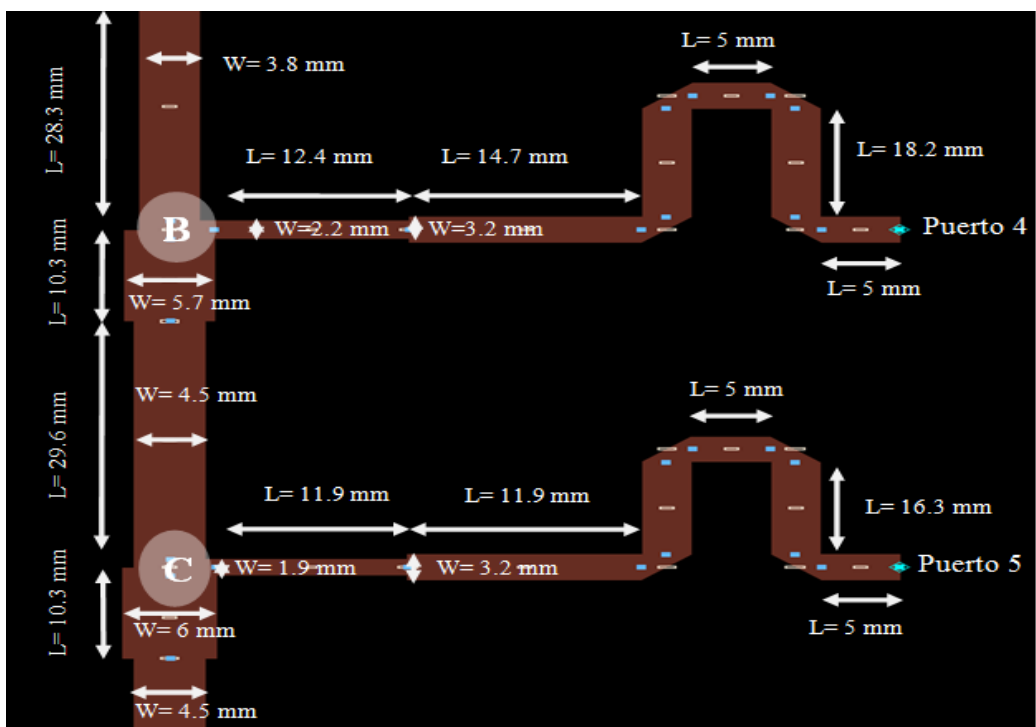 L= 5 mm
W= 3.8 mm
L= 28.3 mm
L= 12.4 mm
L= 14.7 mm
L= 18.2 mm
B
W=2.2 mm
W=3.2 mm
Puerto 4
L= 10.3 mm
W= 5.7 mm
L= 5 mm
L= 5 mm
W= 4.5 mm
L= 29.6 mm
L= 11.9 mm
L= 11.9 mm
L= 16.3 mm
C
W= 1.9 mm
W= 3.2 mm
Puerto 5
L= 10.3 mm
W= 6 mm
L= 5 mm
W= 4.5 mm